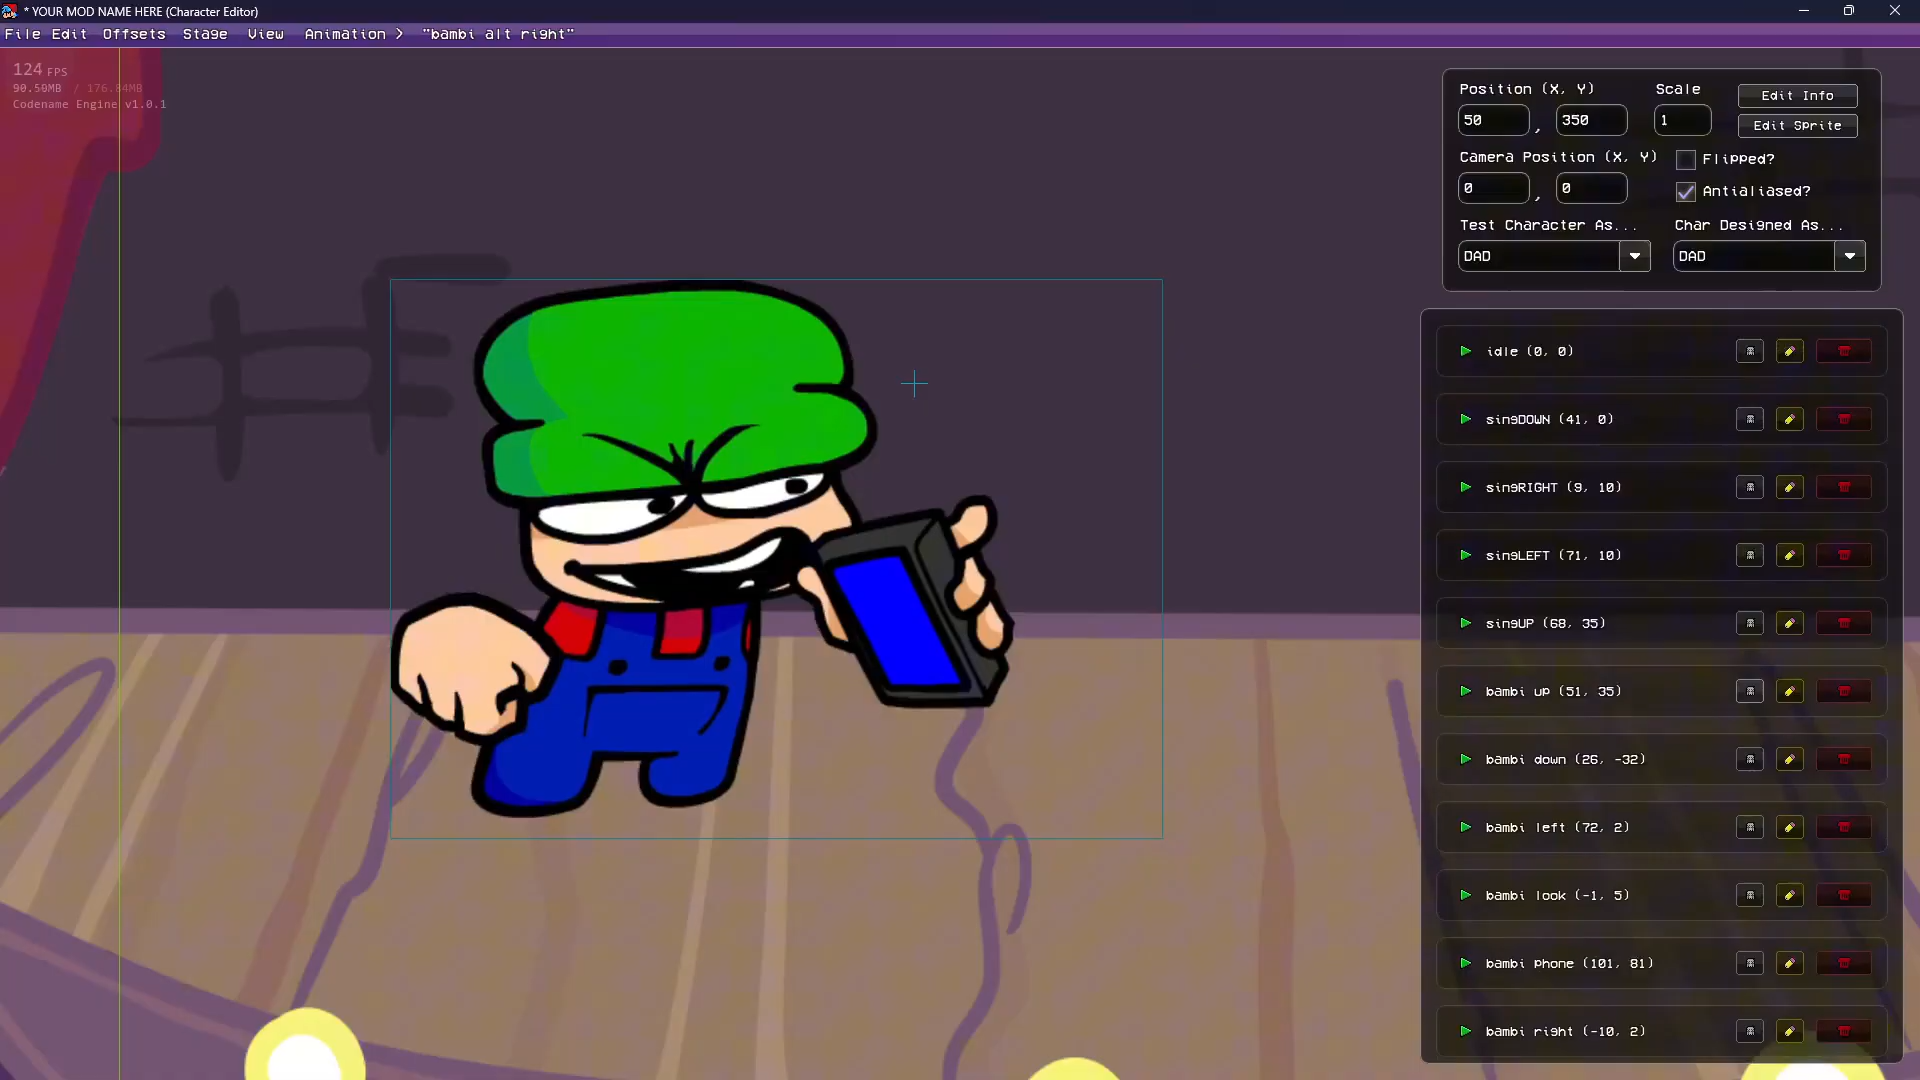 * YOUR MOD NAME HERE (Character Editor)
File Edit Offsets Stage View Animation > "bambi alt right"
124 FPS
90.50MB / 176.84MB
Codename Engine v1.0.1
Position (X, Y) Scale
50 , 350 1
Edit Info
Edit Sprite
Camera Position (X, Y)
0 , 0
Flipped?
Antialiased?
Test Character As... Char Designed As...
DAD DAD
idle (0, 0)
singDOWN (41, 0)
singRIGHT (9, 10)
singLEFT (71, 10)
singUP (68, 35)
bambi up (51, 35)
bambi down (26, -32)
bambi left (72, 2)
bambi look (-1, 5)
bambi phone (101, 81)
bambi right (-10, 2)